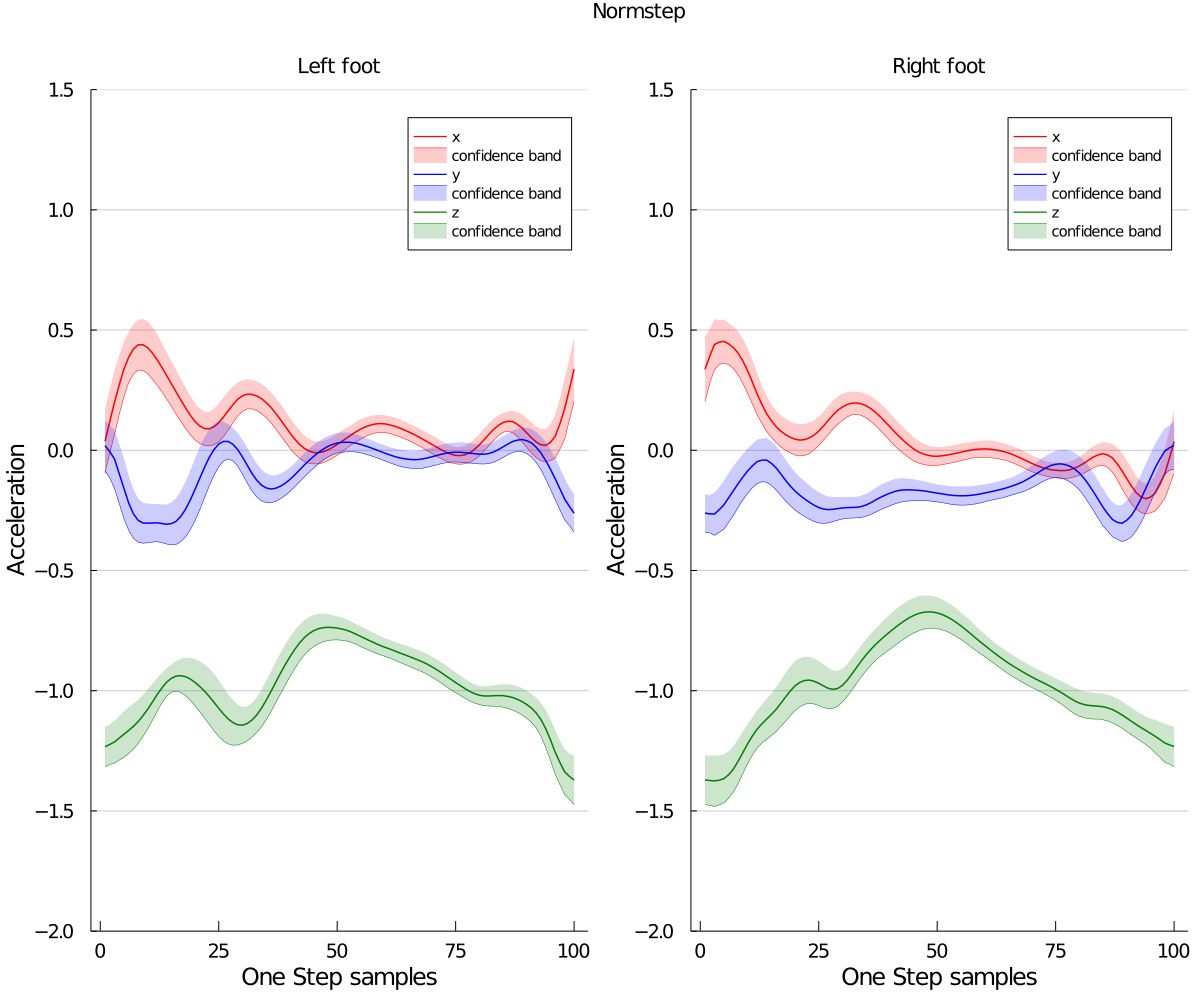 Normstep
Left foot
1.5
1.0
0.5
0.0
−0.5
−1.0
−1.5
−2.0
Acceleration
x
confidence band
y
confidence band
z
confidence band
0 25 50 75 100
One Step samples
Right foot
1.5
1.0
0.5
0.0
−0.5
−1.0
−1.5
−2.0
Acceleration
x
confidence band
y
confidence band
z
confidence band
0 25 50 75 100
One Step samples